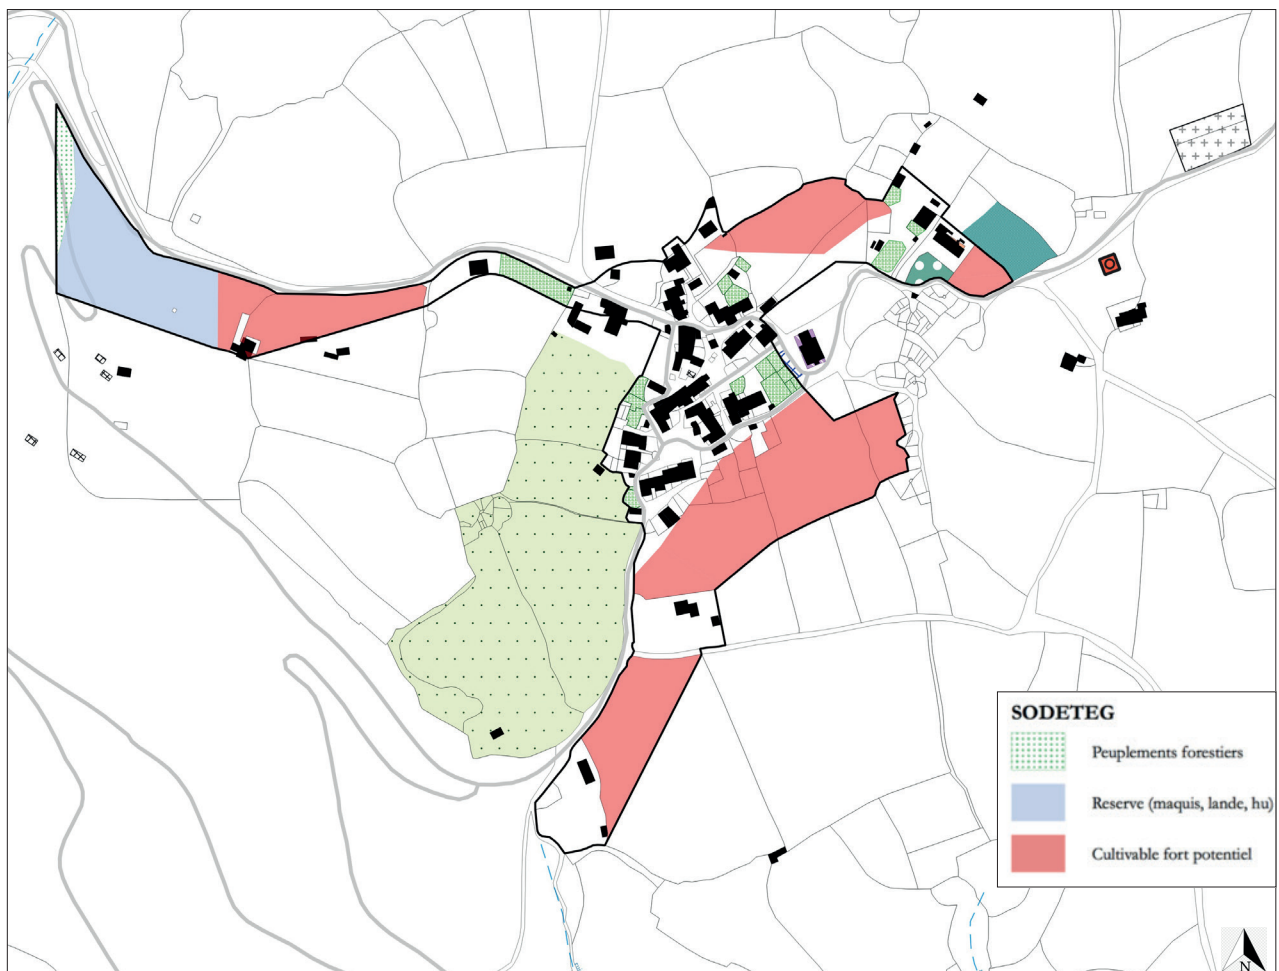 SODETEG
Peuplements forestiers
Reserve (maquis, lande, hu)
Cultivable fort potentiel
N